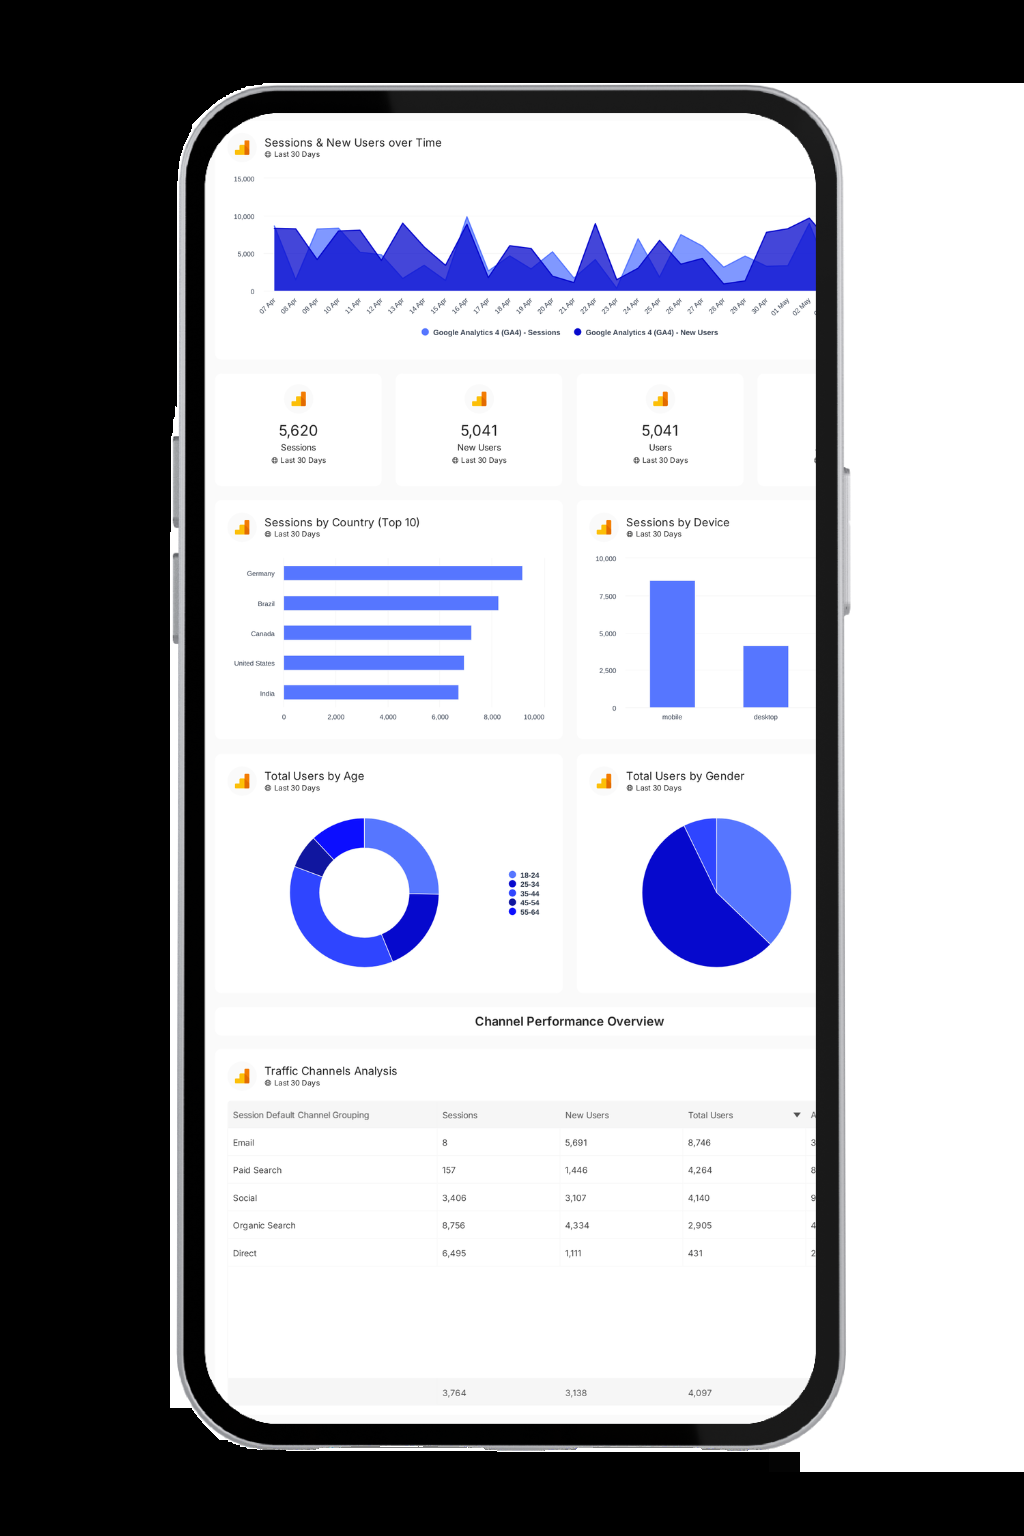 Sessions & New Users over Time
Last 30 Days
15,000
10,000
5,000
0
07 Apr
08 Apr
09 Apr
10 Apr
11 Apr
12 Apr
13 Apr
14 Apr
15 Apr
16 Apr
17 Apr
18 Apr
19 Apr
20 Apr
21 Apr
22 Apr
23 Apr
24 Apr
25 Apr
26 Apr
27 Apr
28 Apr
29 Apr
30 Apr
01 May
02 May
Google Analytics 4 (GA4) - Sessions Google Analytics 4 (GA4) - New Users
5,620
Sessions
Last 30 Days
5,041
New Users
Last 30 Days
5,041
Users
Last 30 Days
Sessions by Country (Top 10)
Last 30 Days
Germany
Brazil
Canada
United States
India
0 2,000 4,000 6,000 8,000 10,000
Sessions by Device
Last 30 Days
10,000
7,500
5,000
2,500
0
mobile desktop
Total Users by Age
Last 30 Days
18-24
25-34
35-44
45-54
55-64
Total Users by Gender
Last 30 Days
Channel Performance Overview
Traffic Channels Analysis
Last 30 Days
Session Default Channel Grouping Sessions New Users Total Users A
Email 8 5,691 8,746 3
Paid Search 157 1,446 4,264 8
Social 3,406 3,107 4,140 9
Organic Search 8,756 4,334 2,905 4
Direct 6,495 1,111 431 2
3,764 3,138 4,097